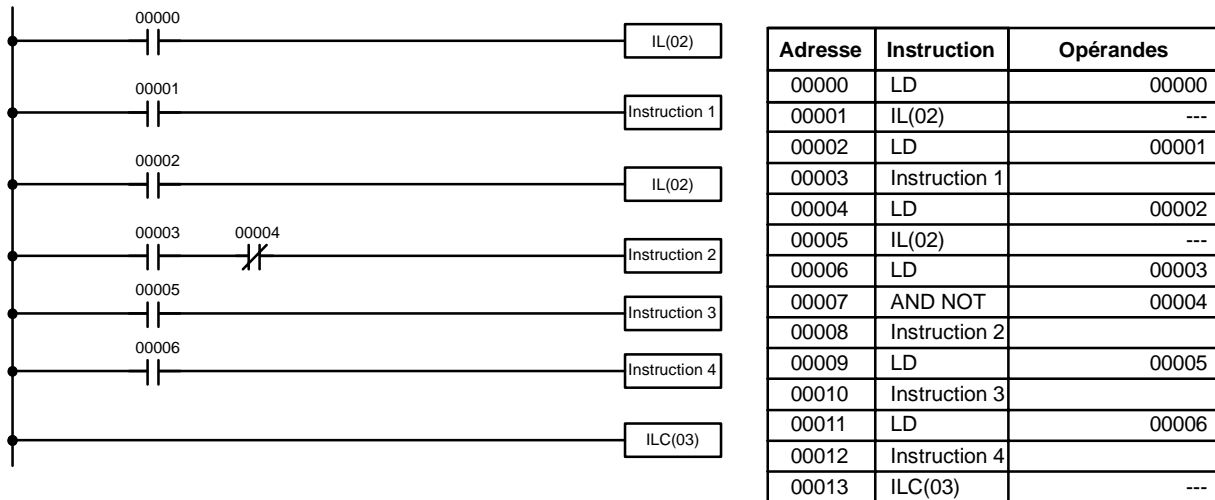 00000
IL(02)
00001
Instruction 1
00002
IL(02)
00003 00004
Instruction 2
00005
Instruction 3
00006
Instruction 4
ILC(03)
Adresse Instruction Opérandes
00000 LD 00000
00001 IL(02) ---
00002 LD 00001
00003 Instruction 1
00004 LD 00002
00005 IL(02) ---
00006 LD 00003
00007 AND NOT 00004
00008 Instruction 2
00009 LD 00005
00010 Instruction 3
00011 LD 00006
00012 Instruction 4
00013 ILC(03) ---